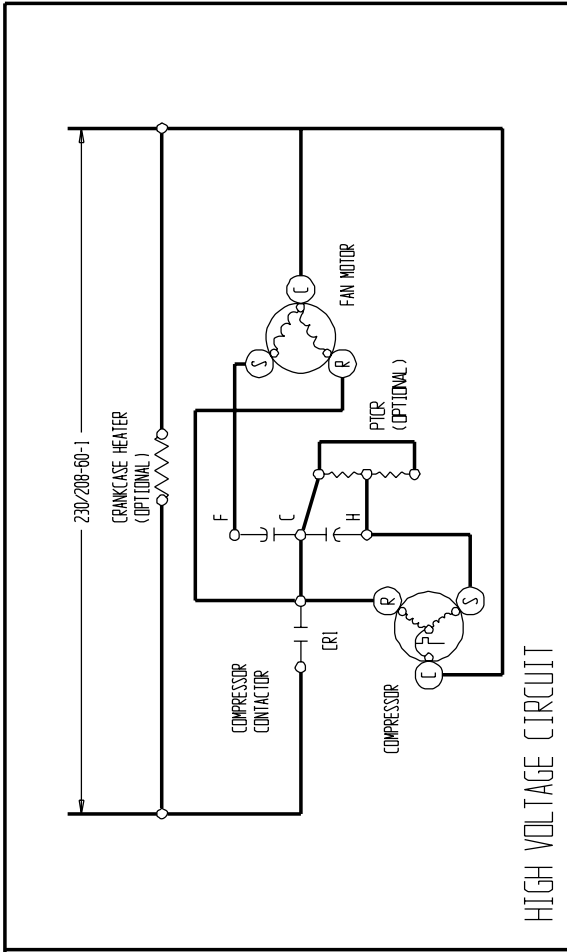 230/208-60-1
CRANKCASE HEATER
(OPTIONAL)
F
C
H
S
C
R
FAN MOTOR
PTCR
(OPTIONAL)
COMPRESSOR
CONTACTOR
CR1
R
S
C
COMPRESSOR
HIGH VOLTAGE CIRCUIT